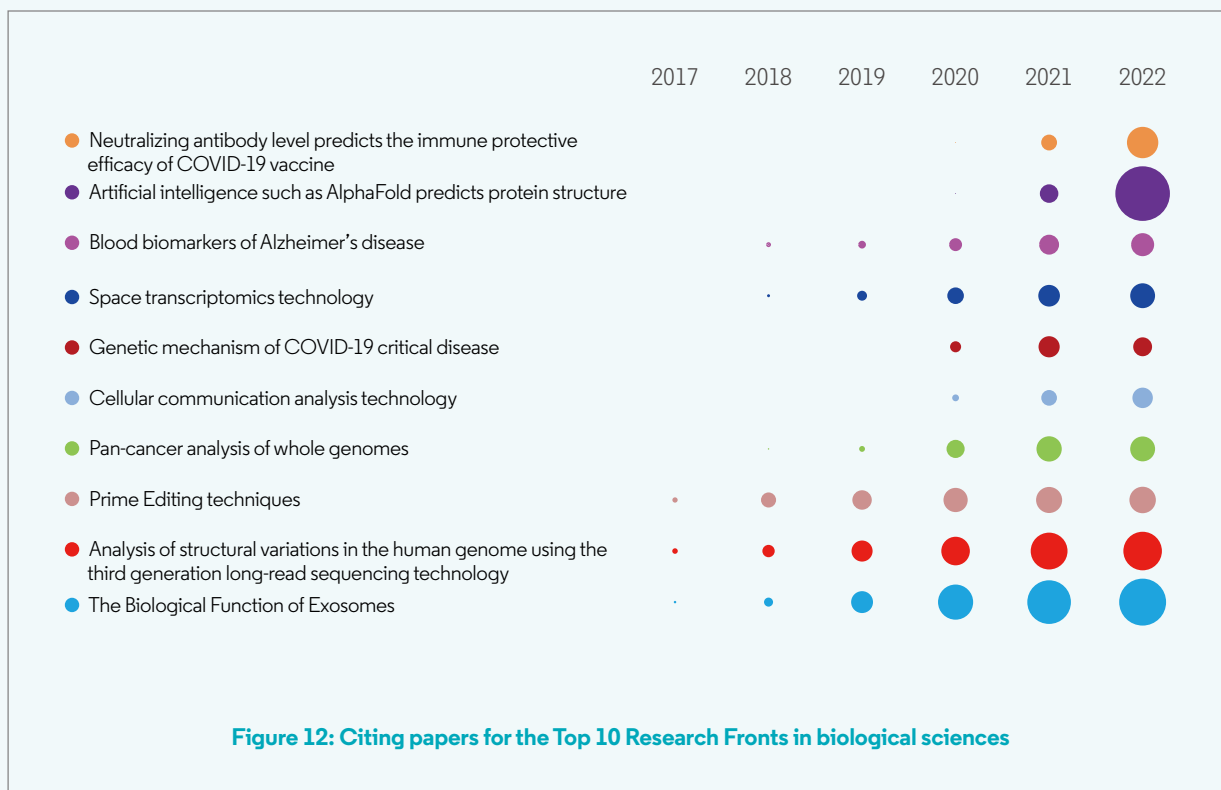 2017 2018 2019 2020 2021 2022
Neutralizing antibody level predicts the immune protective
efficacy of COVID-19 vaccine
Artificial intelligence such as AlphaFold predicts protein structure
Blood biomarkers of Alzheimer’s disease
Space transcriptomics technology
Genetic mechanism of COVID-19 critical disease
Cellular communication analysis technology
Pan-cancer analysis of whole genomes
Prime Editing techniques
Analysis of structural variations in the human genome using the
third generation long-read sequencing technology
The Biological Function of Exosomes
Figure 12: Citing papers for the Top 10 Research Fronts in biological sciences